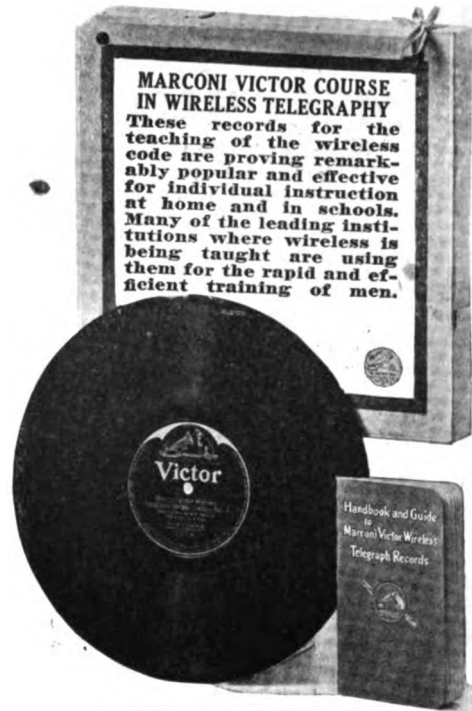 MARCONI VICTOR COURSE
IN WIRELESS TELEGRAPHY
These records for the
teaching of the wireless
code are proving remark-
ably popular and effective
for individual instruction
at home and in schools.
Many of the leading insti-
tutions where wireless is
being taught are using
them for the rapid and ef-
ficient training of men.
Victor
Handbook and Guide
to
Marconi Victor Wireless
Telegraph Records